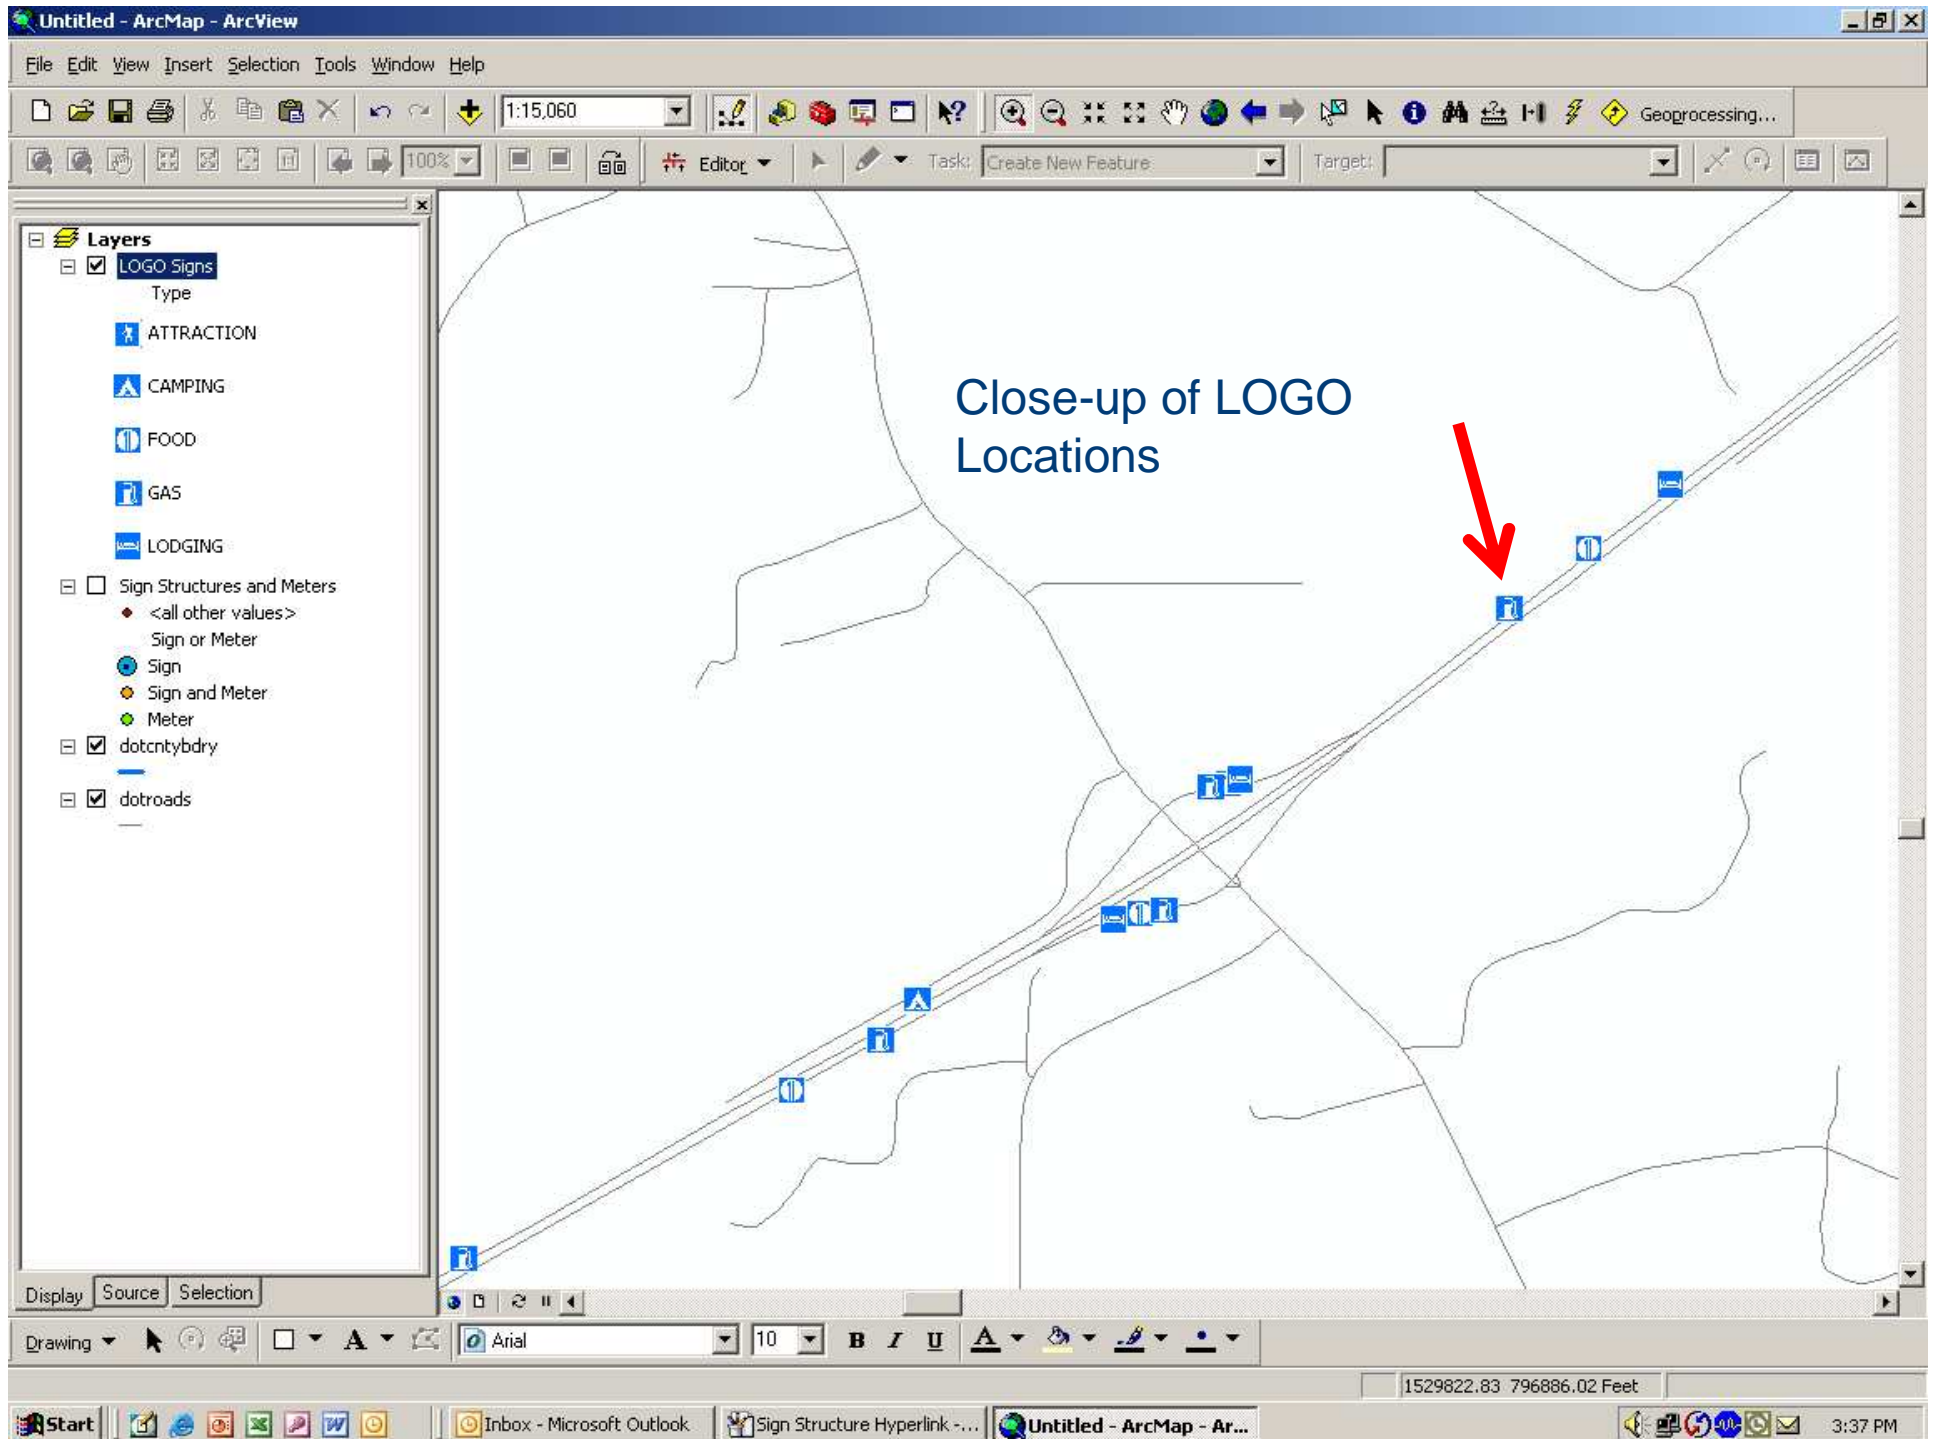 Untitled - ArcMap - ArcView
File Edit View Insert Selection Tools Window Help
1:15,060
Geoprocessing...
100%
Editor
Task:
Create New Feature
Target:
Layers
LOGO Signs
Type
ATTRACTION
CAMPING
FOOD
GAS
LODGING
Sign Structures and Meters
<all other values>
Sign or Meter
Sign
Sign and Meter
Meter
dotcntybdry
dotroads
Close-up of LOGO
Locations
Display Source Selection
Drawing
A
Arial
10
B I U A
1529822.83 796886.02 Feet
Start
Inbox - Microsoft Outlook
Sign Structure Hyperlink -...
Untitled - ArcMap - Ar...
3:37 PM